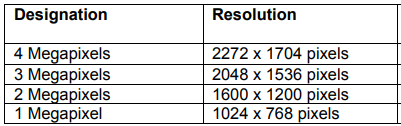 Designation Resolution
4 Megapixels 2272 x 1704 pixels
3 Megapixels 2048 x 1536 pixels
2 Megapixels 1600 x 1200 pixels
1 Megapixel 1024 x 768 pixels